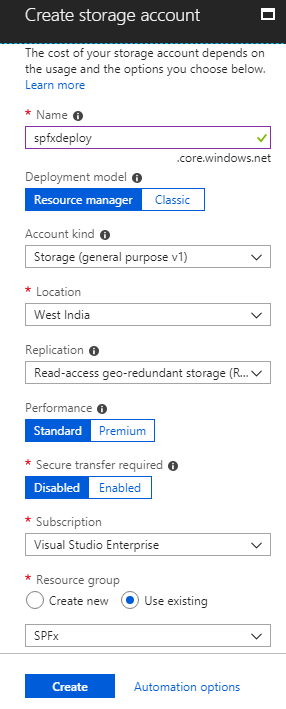 Create storage account
The cost of your storage account depends on
the usage and the options you choose below.
Learn more
* Name
spfxdeploy
.core.windows.net
Deployment model
Resource manager Classic
Account kind
Storage (general purpose v1)
* Location
West India
Replication
Read-access geo-redundant storage (R...
Performance
Standard Premium
* Secure transfer required
Disabled Enabled
* Subscription
Visual Studio Enterprise
* Resource group
Create new Use existing
SPFx
Create Automation options